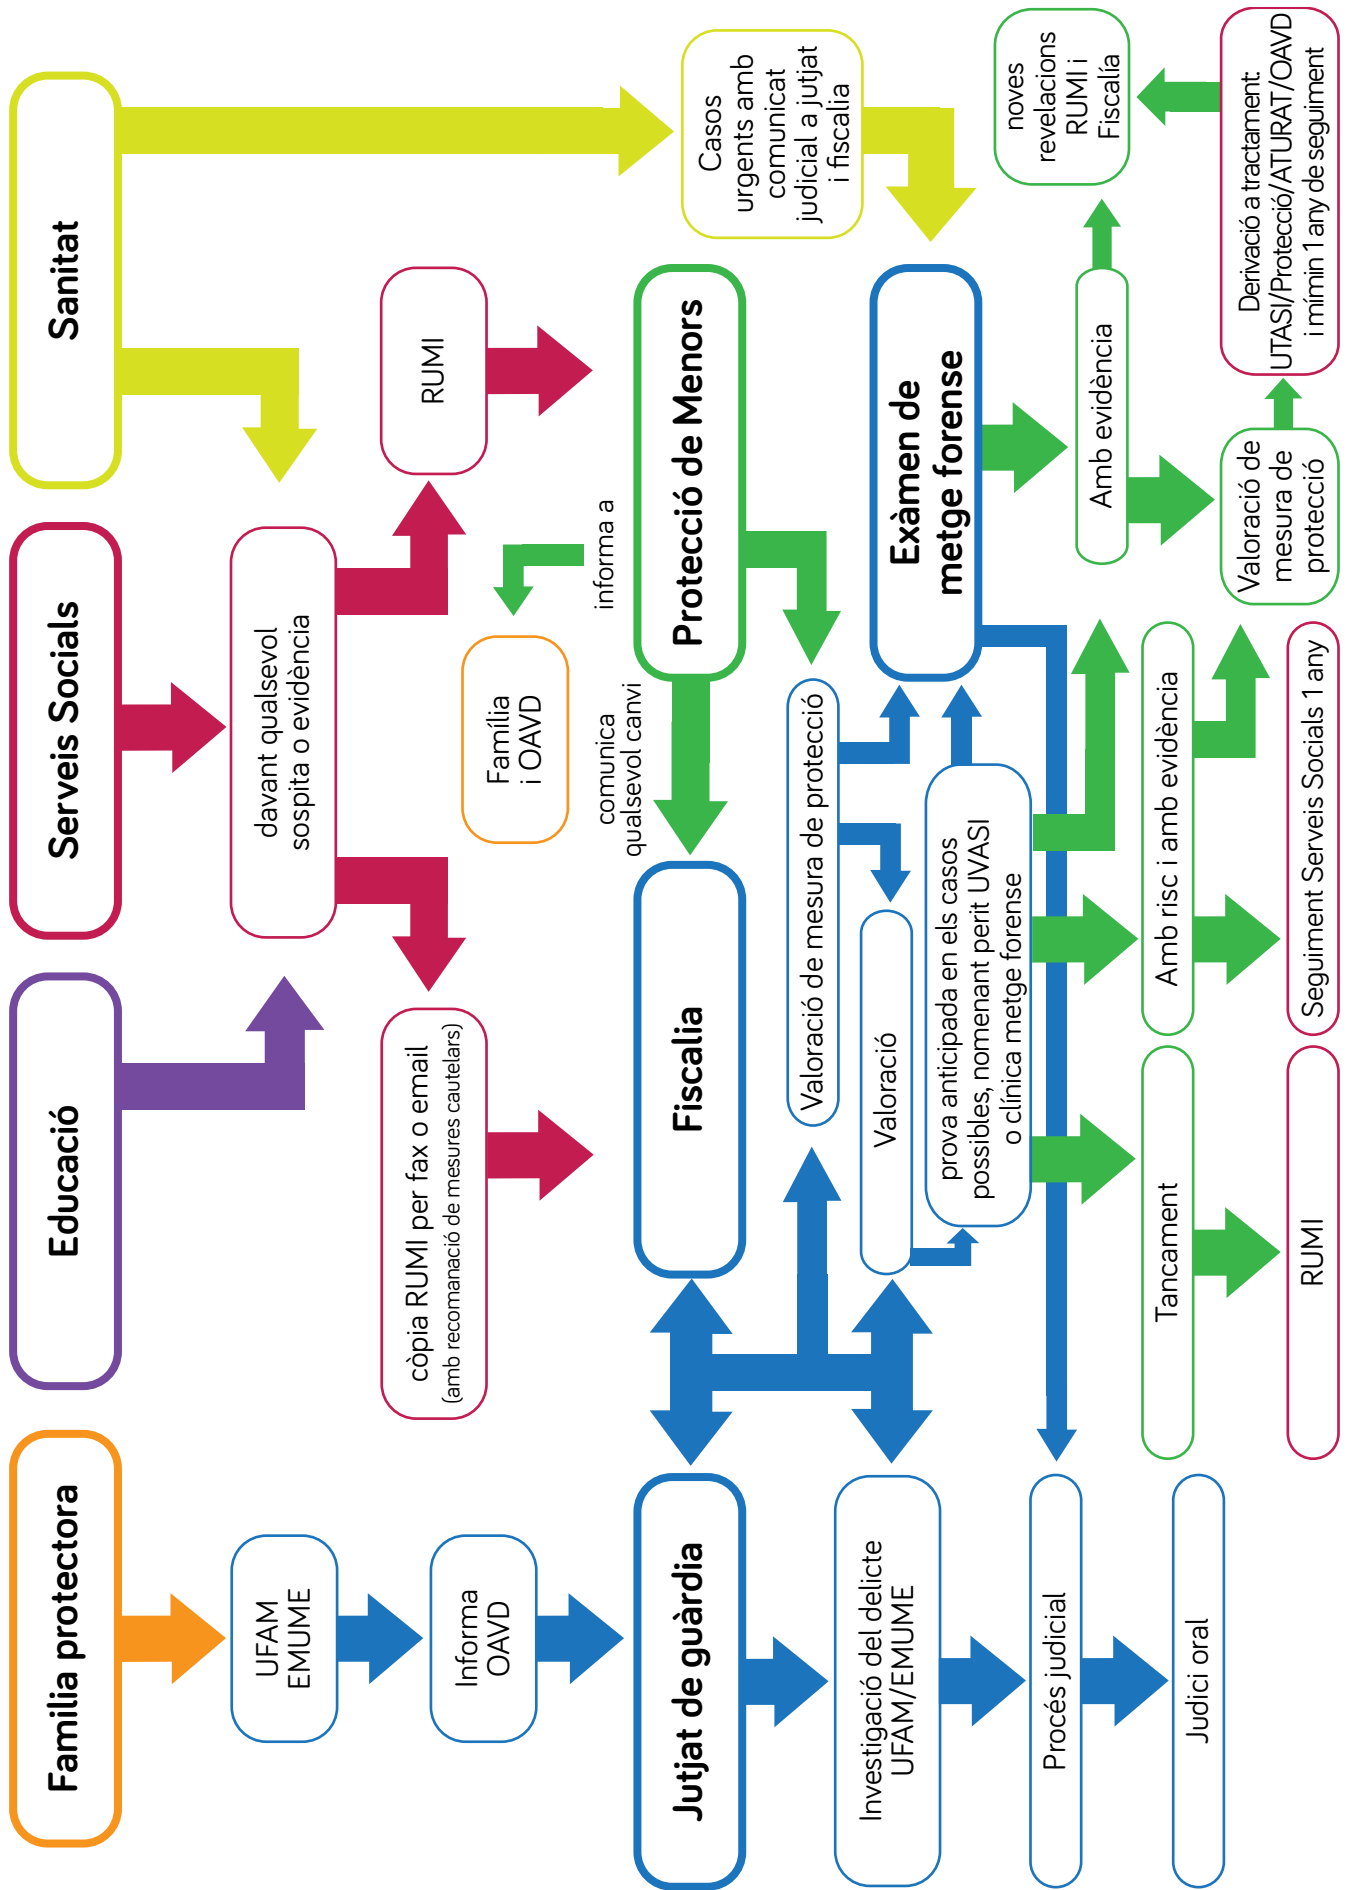 Familia protectora
Educació
Serveis Socials
Sanitat
UFAM
EMUME
davant qualsevol
sospita o evidència
Informa
OAVD
còpia RUMI per fax o email
(amb recomanació de mesures cautelars)
RUMI
Família
i OAVD
informa a
comunica
qualsevol canvi
Casos
urgents amb
comunicat
judicial a jutjat
i fiscalia
Jutjat de guàrdia
Fiscalia
Protecció de Menors
Valoració de mesura de protecció
Investigació del delicte
UFAM/EMUME
Valoració
Exàmen de
metge forense
prova anticipada en els casos
possibles, nomenant perit UVASI
o clínica metge forense
noves
revelacions
RUMI i
Fiscalía
Procés judicial
Amb evidència
Tancament
Amb risc i amb evidència
Judici oral
Valoració de
mesura de
protecció
Derivació a tractament:
UTASI/Protecció/ATURAT/OAVD
i mímin 1 any de seguiment
RUMI
Seguiment Serveis Socials 1 any